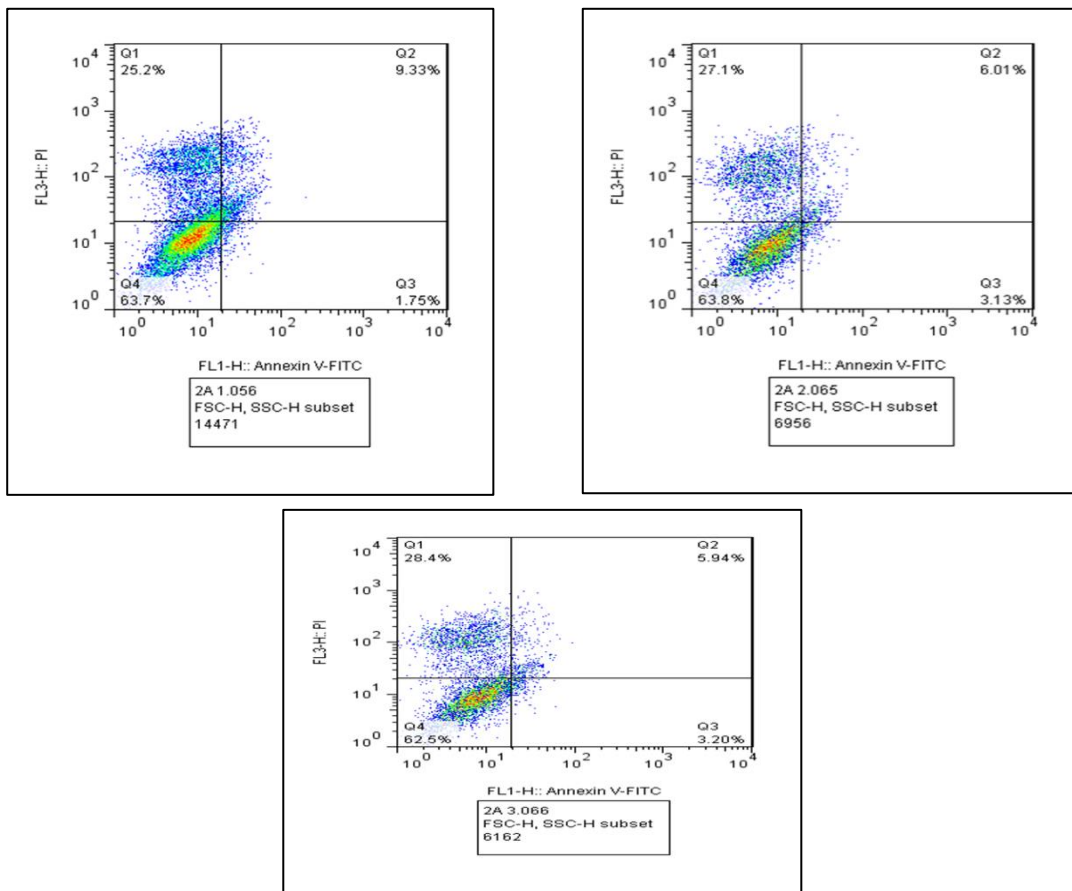 10^4
10^3
10^2
10^1
10^0
FL3-H:: PI
Q1
25.2%
Q2
9.33%
Q4
63.7%
Q3
1.75%
10^0 10^1 10^2 10^3 10^4
FL1-H:: Annexin V-FITC
2A 1.056
FSC-H, SSC-H subset
14471
10^4
10^3
10^2
10^1
10^0
FL3-H:: PI
Q1
27.1%
Q2
6.01%
Q4
63.8%
Q3
3.13%
10^0 10^1 10^2 10^3 10^4
FL1-H:: Annexin V-FITC
2A 2.065
FSC-H, SSC-H subset
6956
10^4
10^3
10^2
10^1
10^0
FL3-H:: PI
Q1
28.4%
Q2
5.94%
Q4
62.5%
Q3
3.20%
10^0 10^1 10^2 10^3 10^4
FL1-H:: Annexin V-FITC
2A 3.066
FSC-H, SSC-H subset
6162